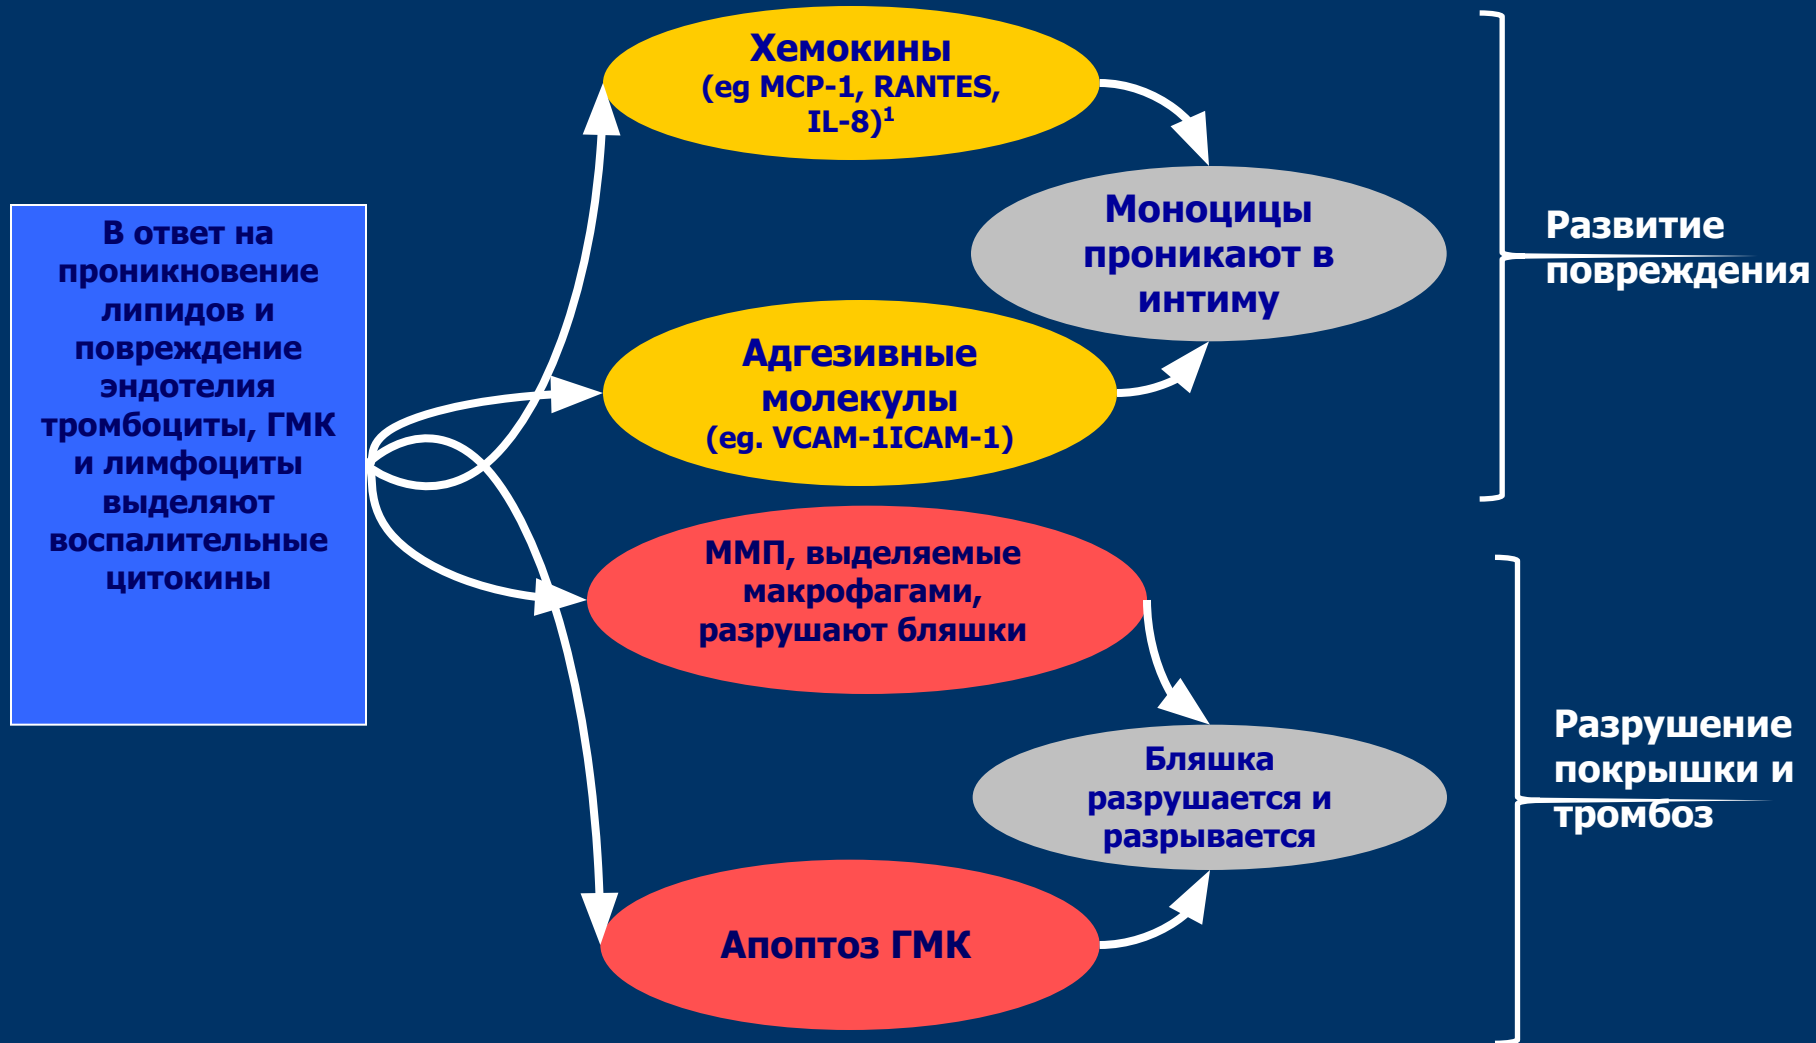 Хемокины
(eg MCP-1, RANTES,
IL-8)1
В ответ на
проникновение
липидов и
повреждение
эндотелия
тромбоциты, ГМК
и лимфоциты
выделяют
воспалительные
цитокины
Моноцицы
проникают в
интиму
Развитие
повреждения
Адгезивные
молекулы
(eg. VCAM-1ICAM-1)
ММП, выделяемые
макрофагами,
разрушают бляшки
Бляшка
разрушается и
разрывается
Разрушение
покрышки и
тромбоз
Апоптоз ГМК